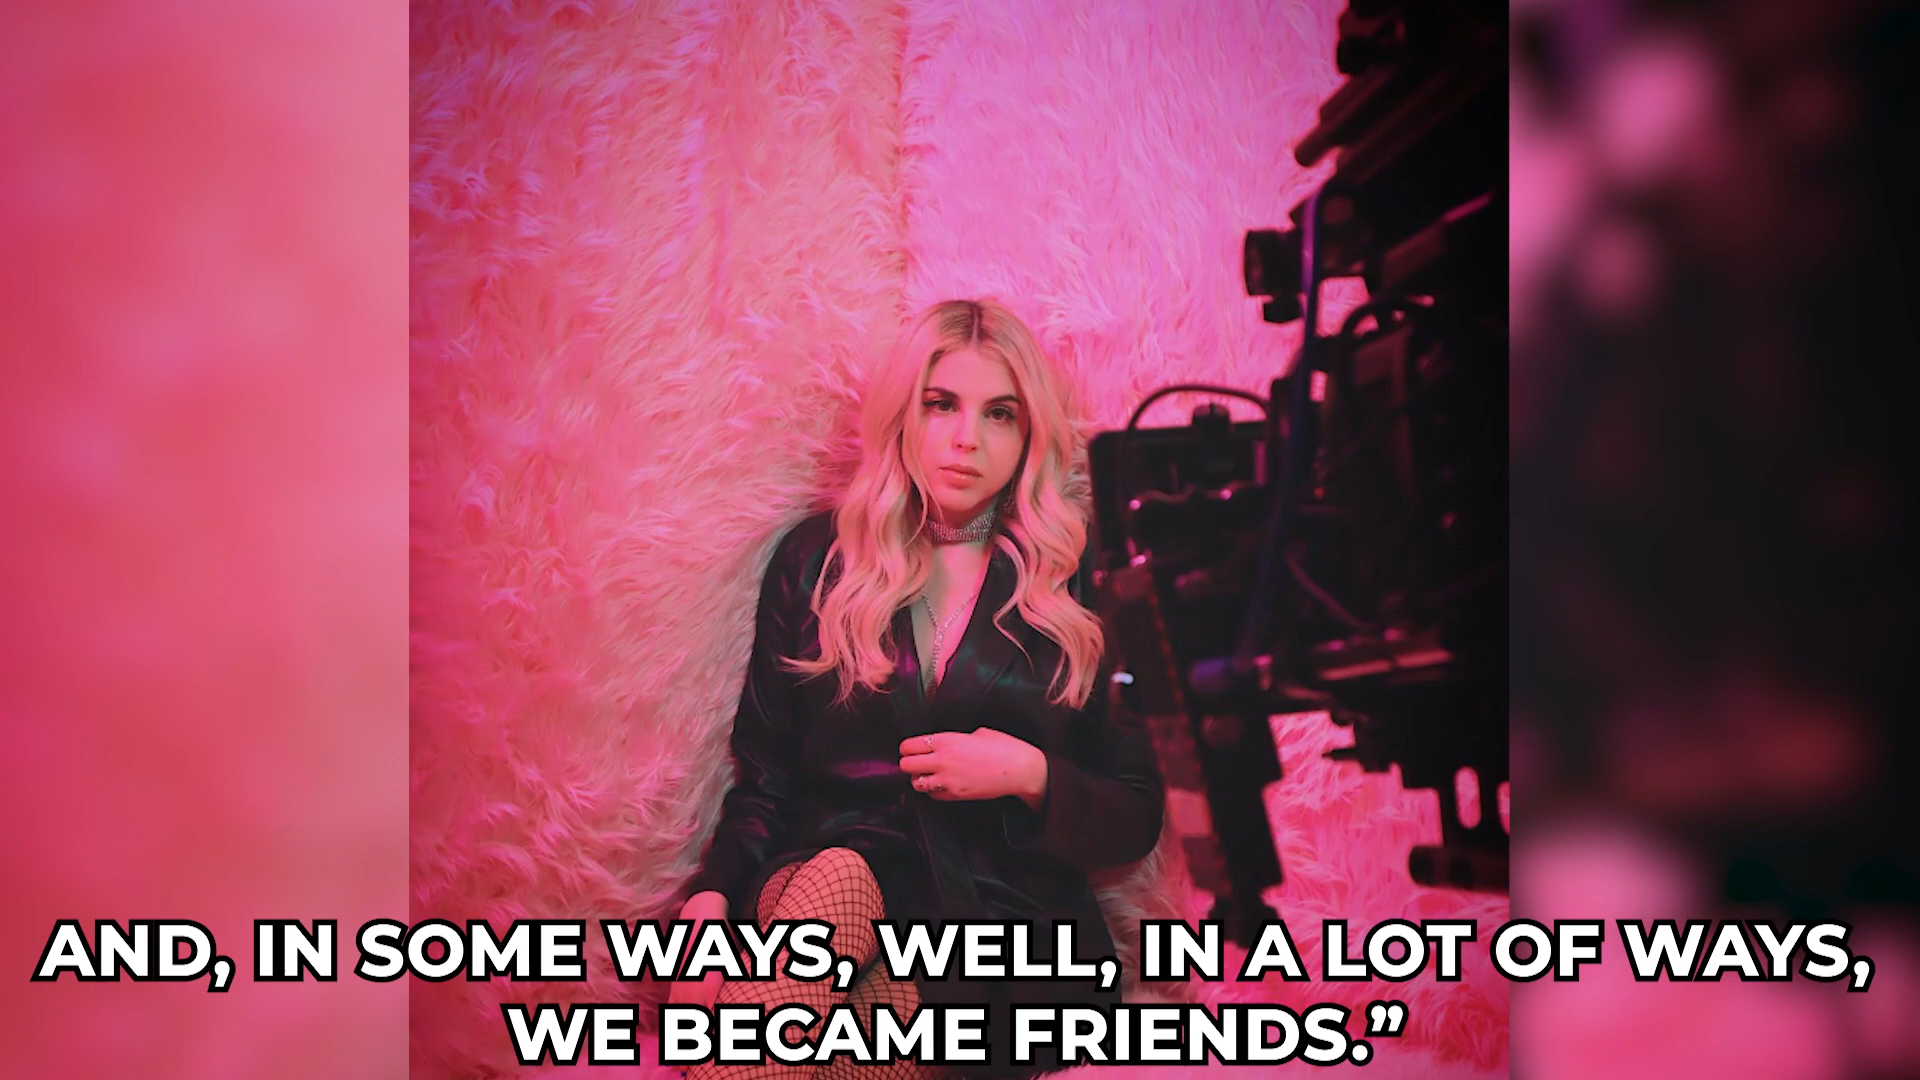 AND, IN SOME WAYS, WELL, IN A LOT OF WAYS,
WE BECAME FRIENDS.”